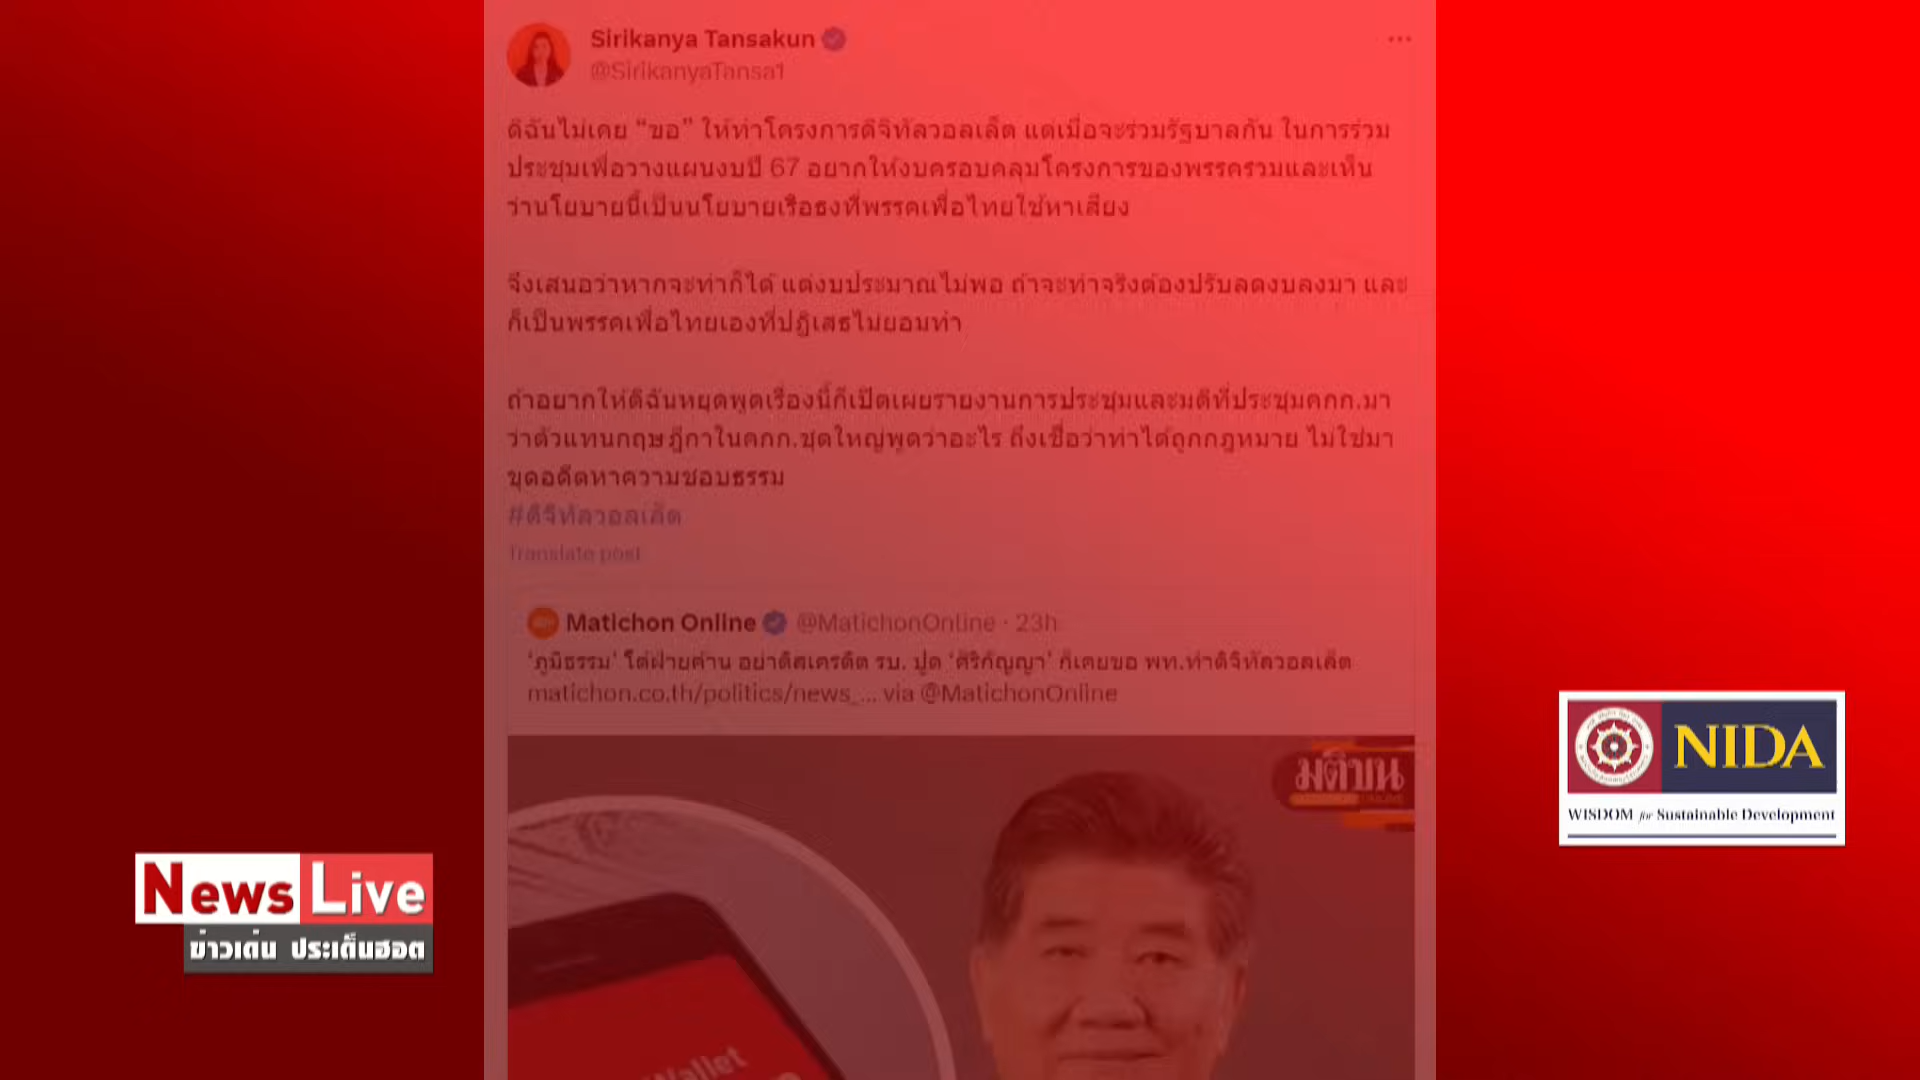 Sirikanya Tansakun
@SirikanyaTansa1
ดิฉันไม่เคย “ขอ” ให้ทำโครงการดิจิทัลวอลเล็ต แต่เมื่อจะร่วมรัฐบาลกัน ในการร่วม
ประชุมเพื่อวางแผนงบปี 67 อยากให้งบครอบคลุมโครงการของพรรครวมและเห็น
ว่านโยบายนี้เป็นนโยบายเรือธงที่พรรคเพื่อไทยใช้หาเสียง
จึงเสนอว่าหากจะทำก็ได้ แต่งบประมาณไม่พอ ถ้าจะทำจริงต้องปรับลดงบลงมา และ
ก็เป็นพรรคเพื่อไทยเองที่ปฏิเสธไม่ยอมทำ
ถ้าอยากให้ดิฉันหยุดพูดเรื่องนี้ก็เปิดเผยรายงานการประชุมและมติที่ประชุมคกก.มา
ว่าตัวแทนกฤษฎีกาในคกก.ชุดใหญ่พูดว่าอะไร ถึงเชื่อว่าทำได้ถูกกฎหมาย ไม่ใช่มา
ขุดอดีตหาความชอบธรรม
#ดิจิทัลวอลเล็ต
Translate post
Matichon Online @MatichonOnline · 23h
‘ภูมิธรรม’ โต้ฝ่ายค้าน อย่าดิสเครดิต รบ. ปูด ‘ศิริกัญญา’ ก็เคยขอ พท.ทำดิจิทัลวอลเล็ต
matichon.co.th/politics/news_... via @MatichonOnline
มติชน
Wallet
News Live
ข่าวเด่น ประเด็นฮอต
NIDA
WISDOM for Sustainable Development